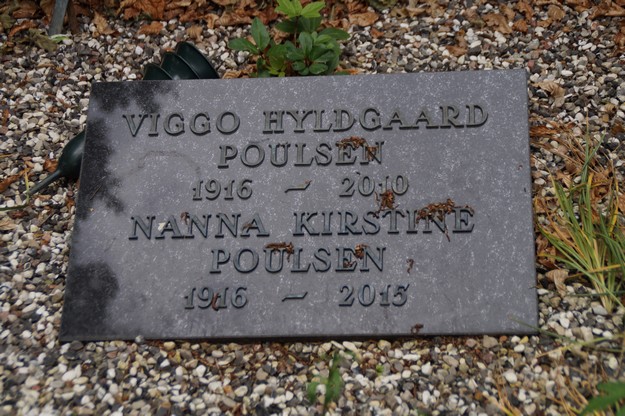 VIGGO HYLDGAARD
POULSEN
1916 – 2010
NANNA KIRSTINE
POULSEN
1916 – 2015